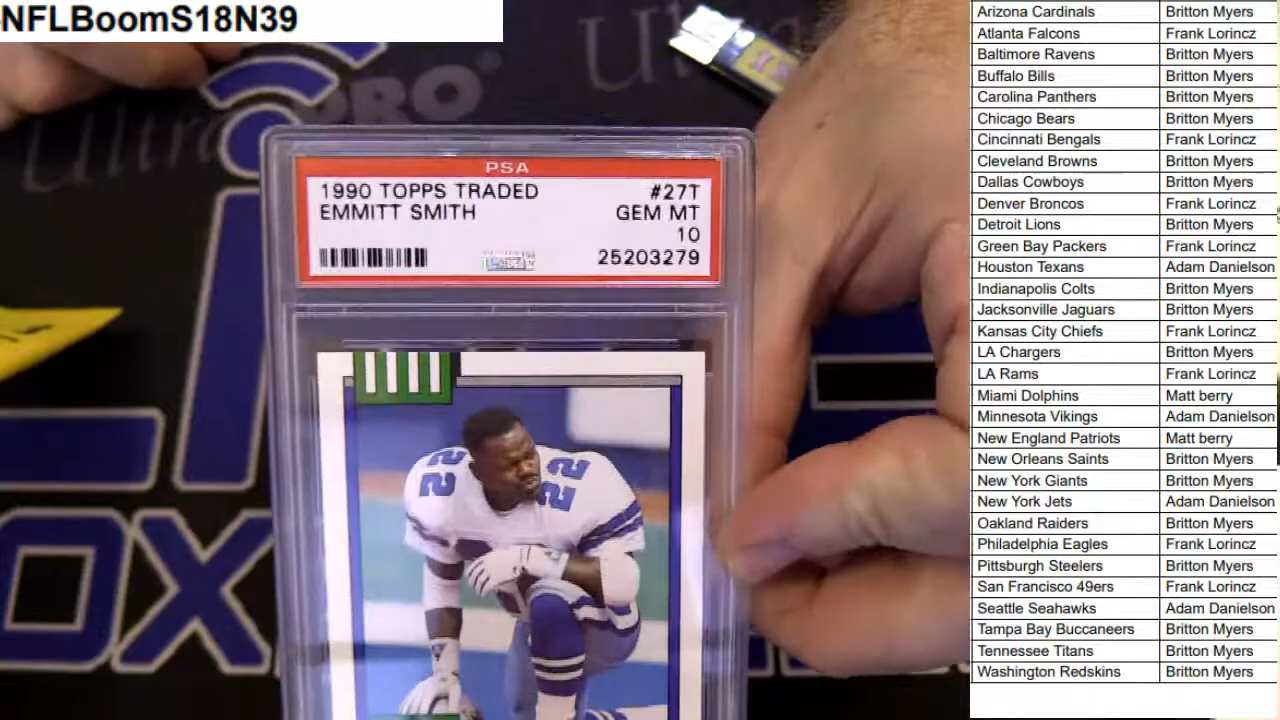 NFLBoomS18N39
Ultra PRO
PSA
1990 TOPPS TRADED #27T
EMMITT SMITH GEM MT
10
25203279
22 22
Arizona Cardinals Britton Myers
Atlanta Falcons Frank Lorincz
Baltimore Ravens Britton Myers
Buffalo Bills Britton Myers
Carolina Panthers Britton Myers
Chicago Bears Britton Myers
Cincinnati Bengals Frank Lorincz
Cleveland Browns Britton Myers
Dallas Cowboys Britton Myers
Denver Broncos Frank Lorincz
Detroit Lions Britton Myers
Green Bay Packers Frank Lorincz
Houston Texans Adam Danielson
Indianapolis Colts Britton Myers
Jacksonville Jaguars Britton Myers
Kansas City Chiefs Frank Lorincz
LA Chargers Britton Myers
LA Rams Frank Lorincz
Miami Dolphins Matt berry
Minnesota Vikings Adam Danielson
New England Patriots Matt berry
New Orleans Saints Britton Myers
New York Giants Britton Myers
New York Jets Adam Danielson
Oakland Raiders Britton Myers
Philadelphia Eagles Frank Lorincz
Pittsburgh Steelers Britton Myers
San Francisco 49ers Frank Lorincz
Seattle Seahawks Adam Danielson
Tampa Bay Buccaneers Britton Myers
Tennessee Titans Britton Myers
Washington Redskins Britton Myers